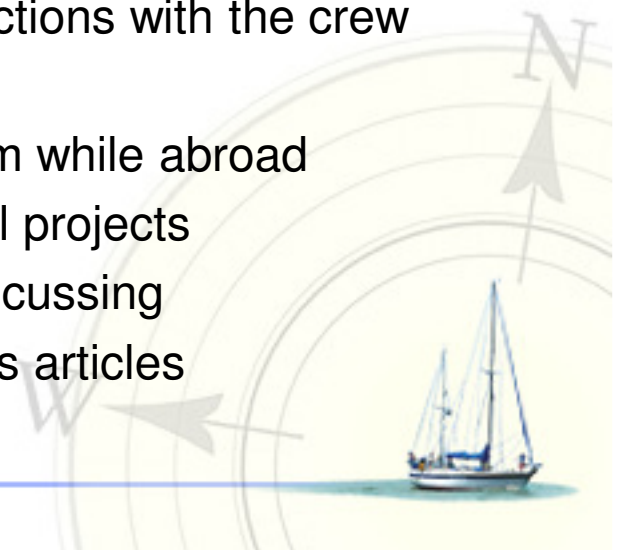 ctions with the crew
m while abroad
l projects
cussing
s articles
N
W